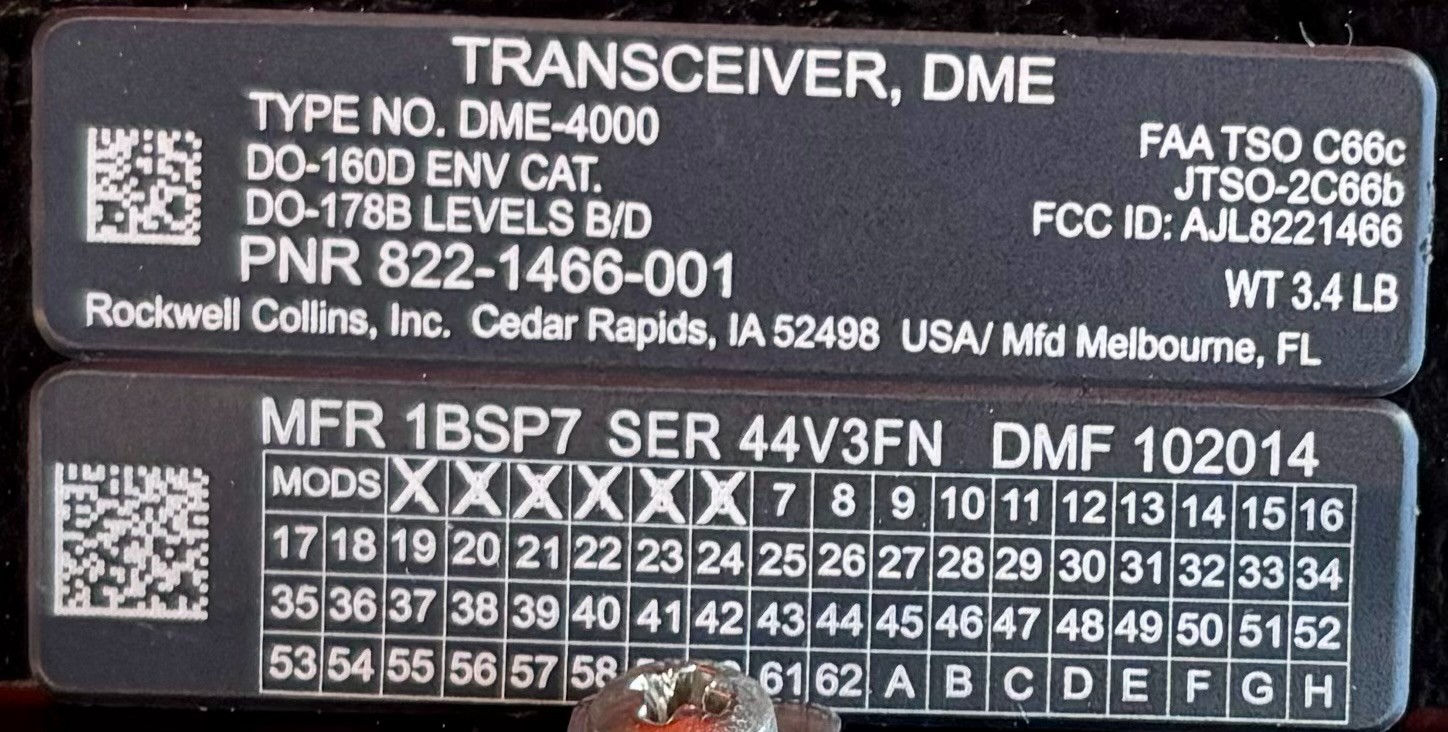 TRANSCEIVER, DME
TYPE NO. DME-4000
DO-160D ENV CAT.
DO-178B LEVELS B/D
PNR 822-1466-001
FAA TSO C66c
JTSO-2C66b
FCC ID: AJL8221466
WT 3.4 LB
Rockwell Collins, Inc. Cedar Rapids, IA 52498 USA/ Mfd Melbourne, FL
MFR 1BSP7 SER 44V3FN DMF 102014
MODS X X X X X X 7 8 9 10 11 12 13 14 15 16
17 18 19 20 21 22 23 24 25 26 27 28 29 30 31 32 33 34
35 36 37 38 39 40 41 42 43 44 45 46 47 48 49 50 51 52
53 54 55 56 57 58 61 62 A B C D E F G H